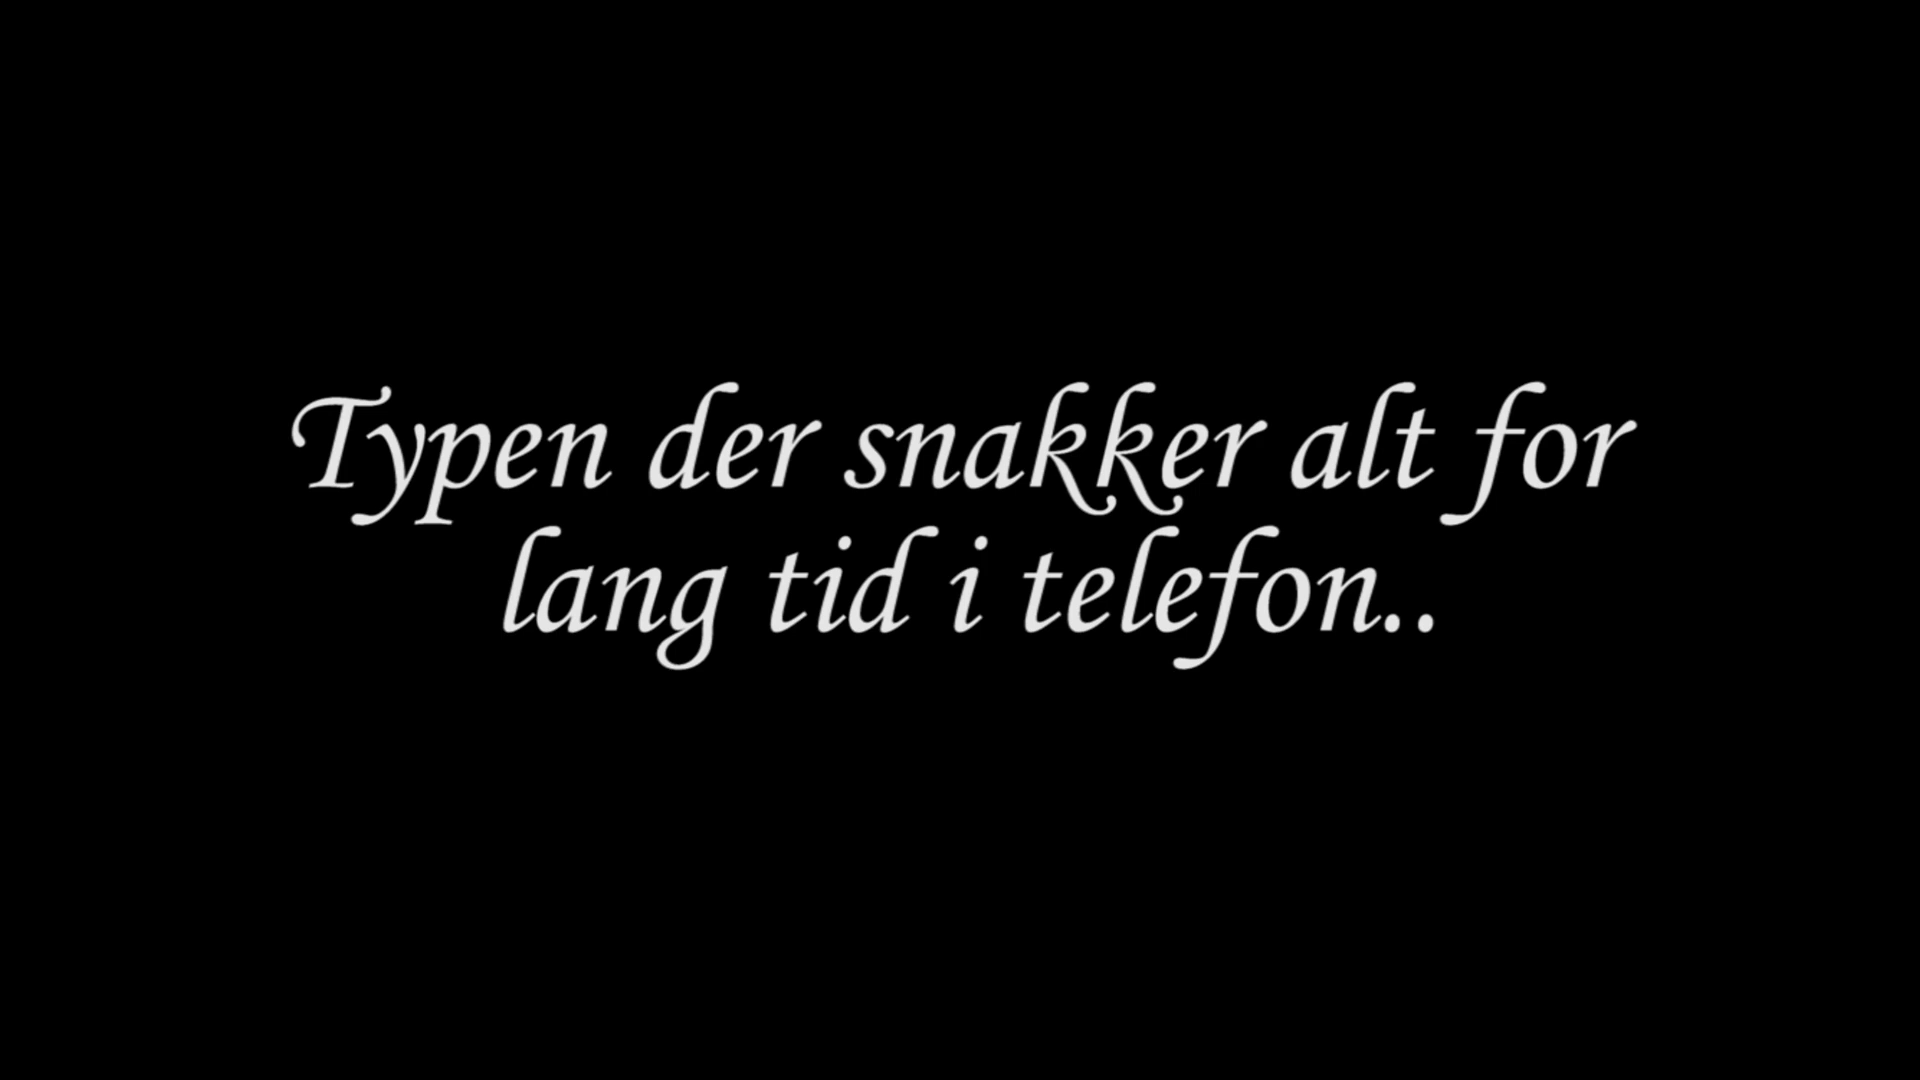 Typen der snakker alt for
lang tid i telefon..